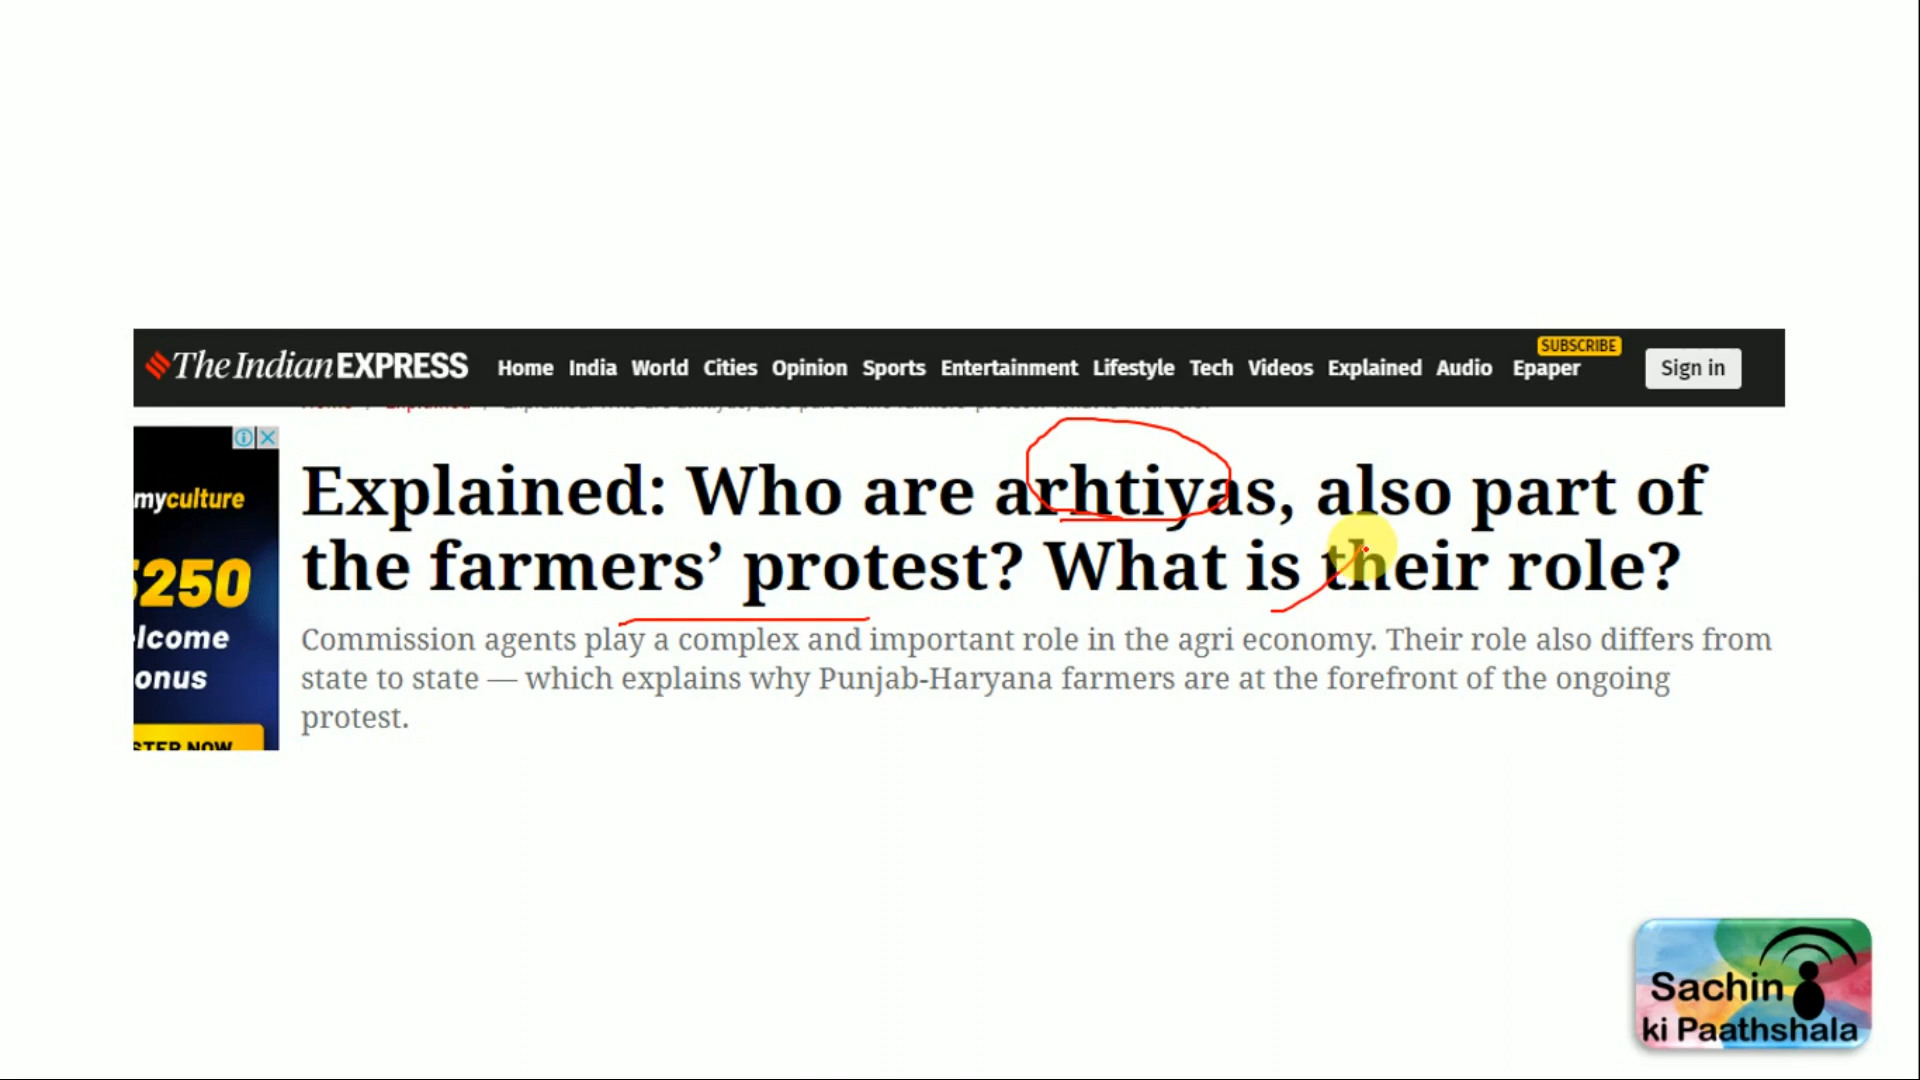 The Indian EXPRESS Home India World Cities Opinion Sports Entertainment Lifestyle Tech Videos Explained Audio Epaper SUBSCRIBE Sign in
Explained: Who are arhtiyas, also part of
the farmers’ protest? What is their role?
Commission agents play a complex and important role in the agri economy. Their role also differs from
state to state — which explains why Punjab-Haryana farmers are at the forefront of the ongoing
protest.
myculture
250
lcome
onus
STER NOW
Sachin
ki Paathshala